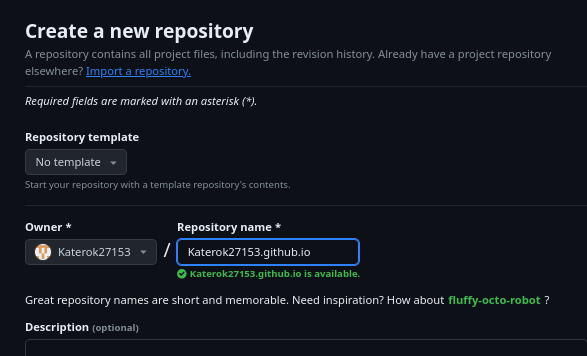 Create a new repository
A repository contains all project files, including the revision history. Already have a project repository
elsewhere? Import a repository.
Required fields are marked with an asterisk (*).
Repository template
No template
Start your repository with a template repository's contents.
Owner * Repository name *
Katerok27153 / Katerok27153.github.io
Katerok27153.github.io is available.
Great repository names are short and memorable. Need inspiration? How about fluffy-octo-robot ?
Description (optional)